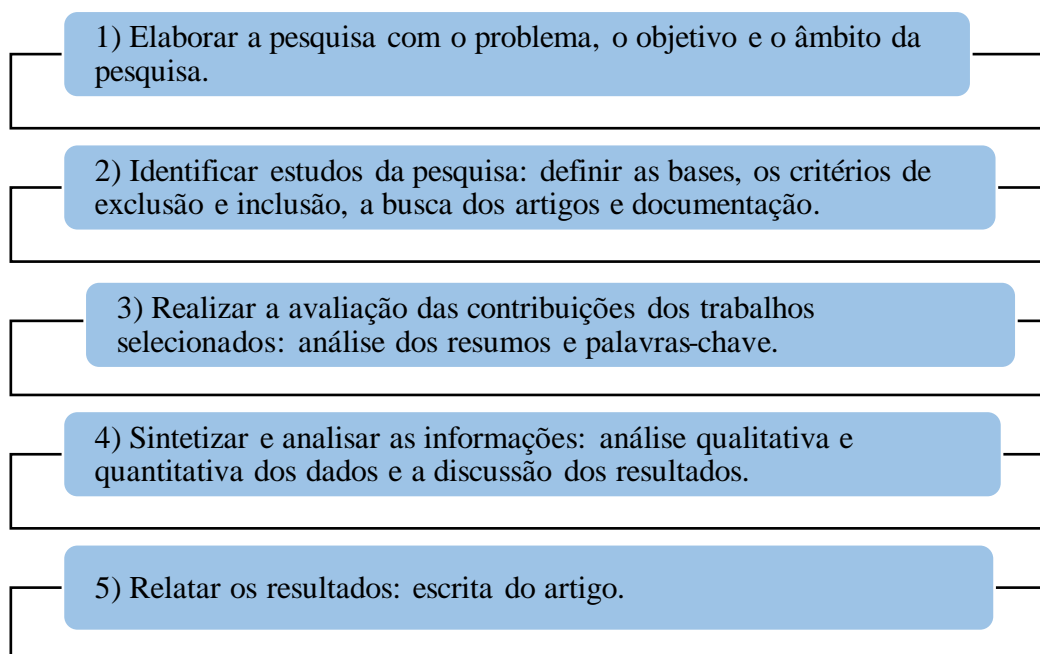 1) Elaborar a pesquisa com o problema, o objetivo e o âmbito da
pesquisa.
2) Identificar estudos da pesquisa: definir as bases, os critérios de
exclusão e inclusão, a busca dos artigos e documentação.
3) Realizar a avaliação das contribuições dos trabalhos
selecionados: análise dos resumos e palavras-chave.
4) Sintetizar e analisar as informações: análise qualitativa e
quantitativa dos dados e a discussão dos resultados.
5) Relatar os resultados: escrita do artigo.